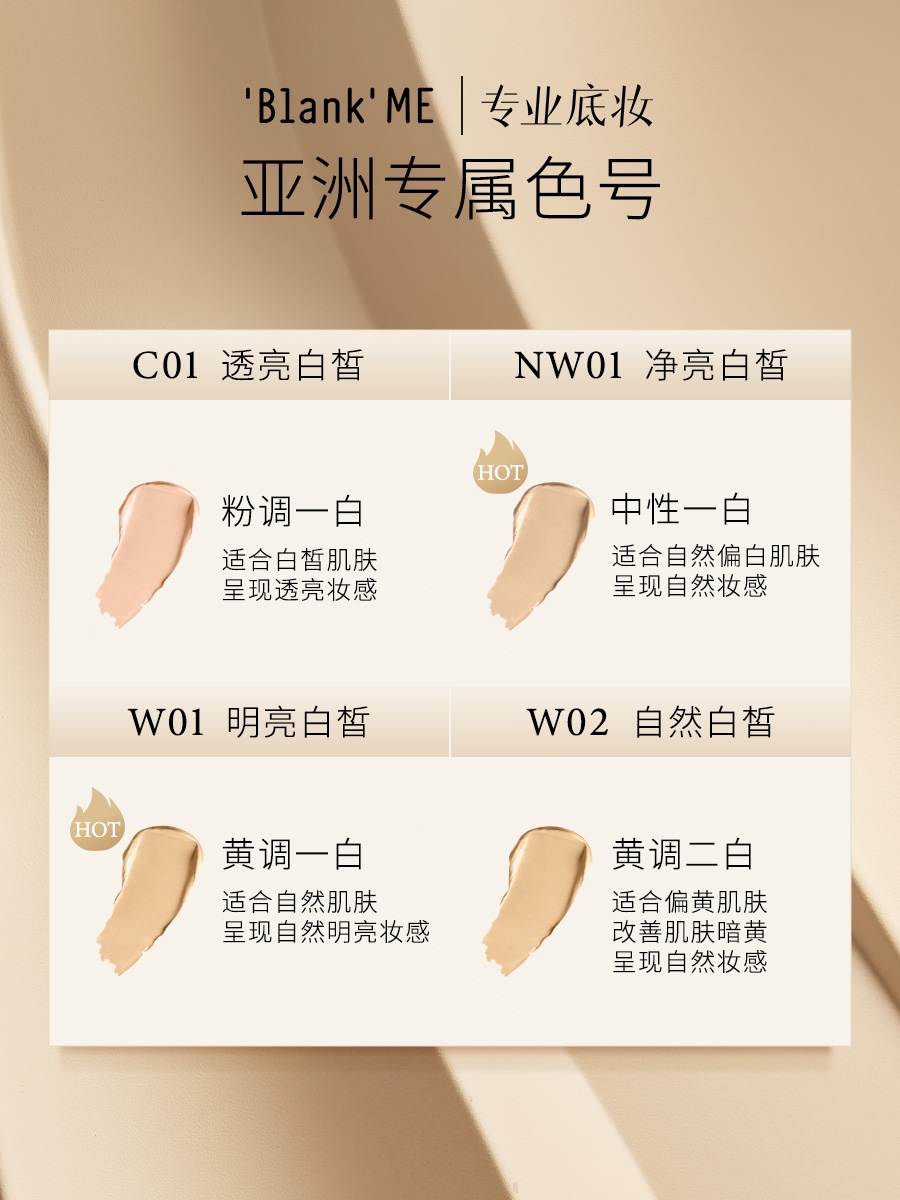 'Blank'ME | 专业底妆
亚洲专属色号
C01 透亮白皙
粉调一白
适合白皙肌肤
呈现透亮妆感
NW01 净亮白皙
HOT
中性一白
适合自然偏白肌肤
呈现自然妆感
W01 明亮白皙
HOT
黄调一白
适合自然肌肤
呈现自然明亮妆感
W02 自然白皙
黄调二白
适合偏黄肌肤
改善肌肤暗黄
呈现自然妆感